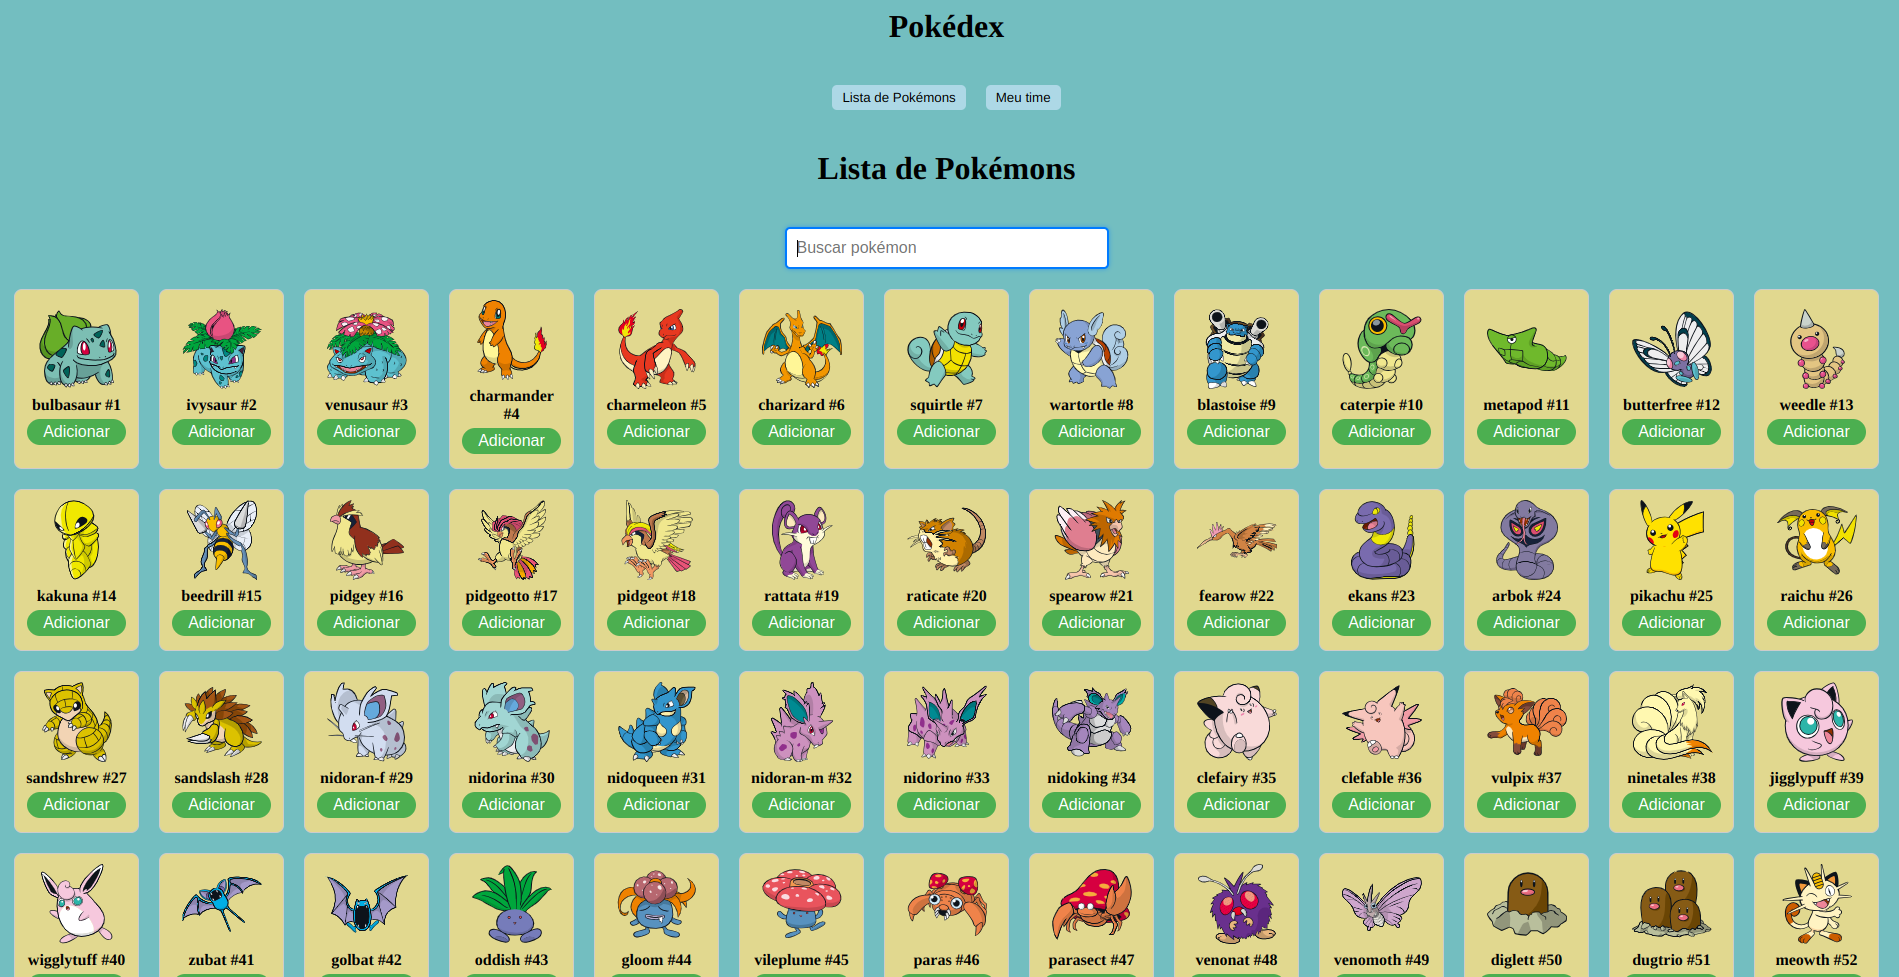 Pokédex
Lista de Pokémons Meu time
Lista de Pokémons
Buscar pokémon
bulbasaur #1 ivysaur #2 venusaur #3 charmander #4 charmeleon #5 charizard #6 squirtle #7 wartortle #8 blastoise #9 caterpie #10 metapod #11 butterfree #12 weedle #13
Adicionar Adicionar Adicionar Adicionar Adicionar Adicionar Adicionar Adicionar Adicionar Adicionar Adicionar Adicionar Adicionar
kakuna #14 beedrill #15 pidgey #16 pidgeotto #17 pidgeot #18 rattata #19 raticate #20 spearow #21 fearow #22 ekans #23 arbok #24 pikachu #25 raichu #26
Adicionar Adicionar Adicionar Adicionar Adicionar Adicionar Adicionar Adicionar Adicionar Adicionar Adicionar Adicionar Adicionar
sandshrew #27 sandslash #28 nidoran-f #29 nidorina #30 nidoqueen #31 nidoran-m #32 nidorino #33 nidoking #34 clefairy #35 clefable #36 vulpix #37 ninetales #38 jigglypuff #39
Adicionar Adicionar Adicionar Adicionar Adicionar Adicionar Adicionar Adicionar Adicionar Adicionar Adicionar Adicionar Adicionar
wigglytuff #40 zubat #41 golbat #42 oddish #43 gloom #44 vileplume #45 paras #46 parasect #47 venonat #48 venomoth #49 diglett #50 dugtrio #51 meowth #52